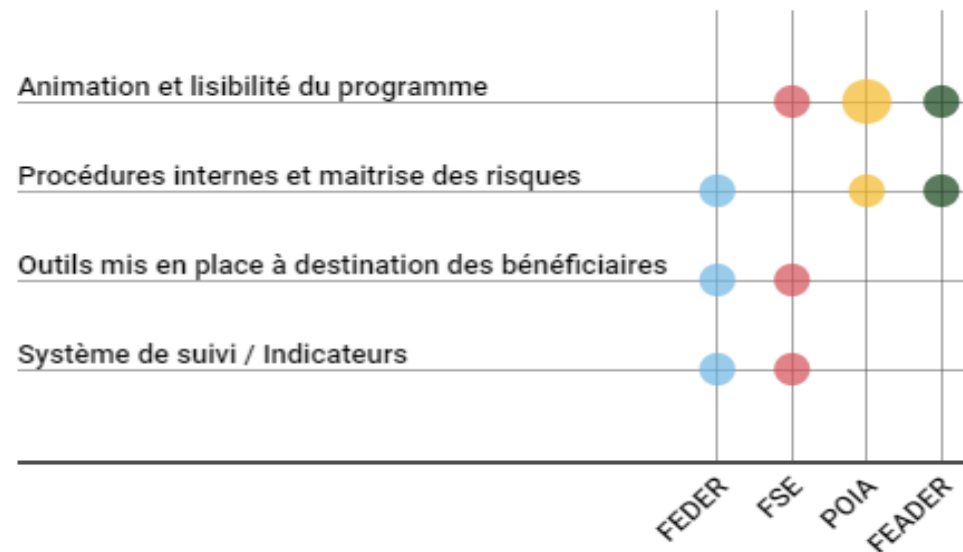 Animation et lisibilité du programme
Procédures internes et maitrise des risques
Outils mis en place à destination des bénéficiaires
Système de suivi / Indicateurs
FEDER
FSE
POIA
FEADER